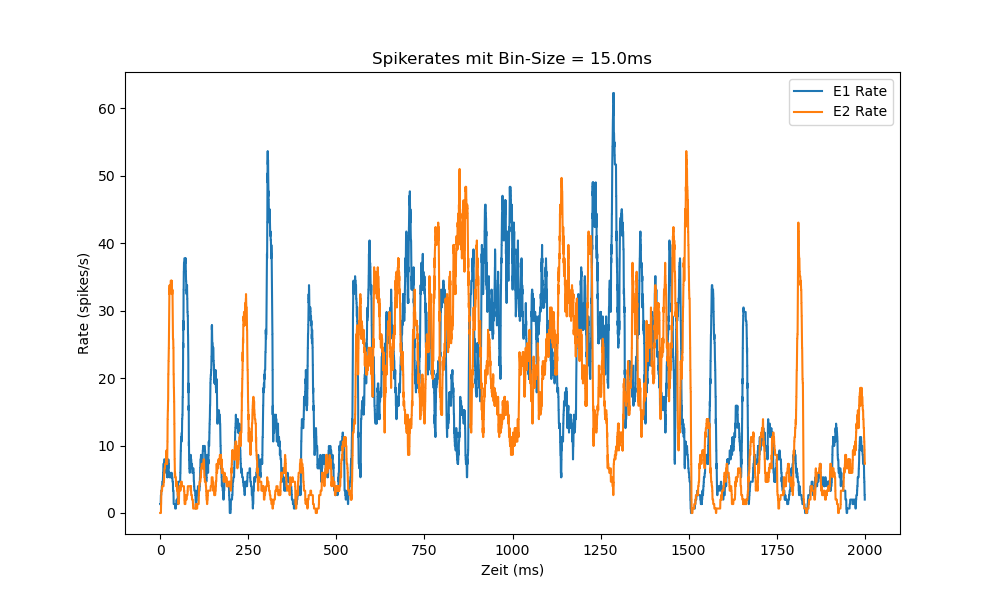 Spikerates mit Bin-Size = 15.0ms
E1 Rate
E2 Rate
Rate (spikes/s)
60
50
40
30
20
10
0
0 250 500 750 1000 1250 1500 1750 2000
Zeit (ms)